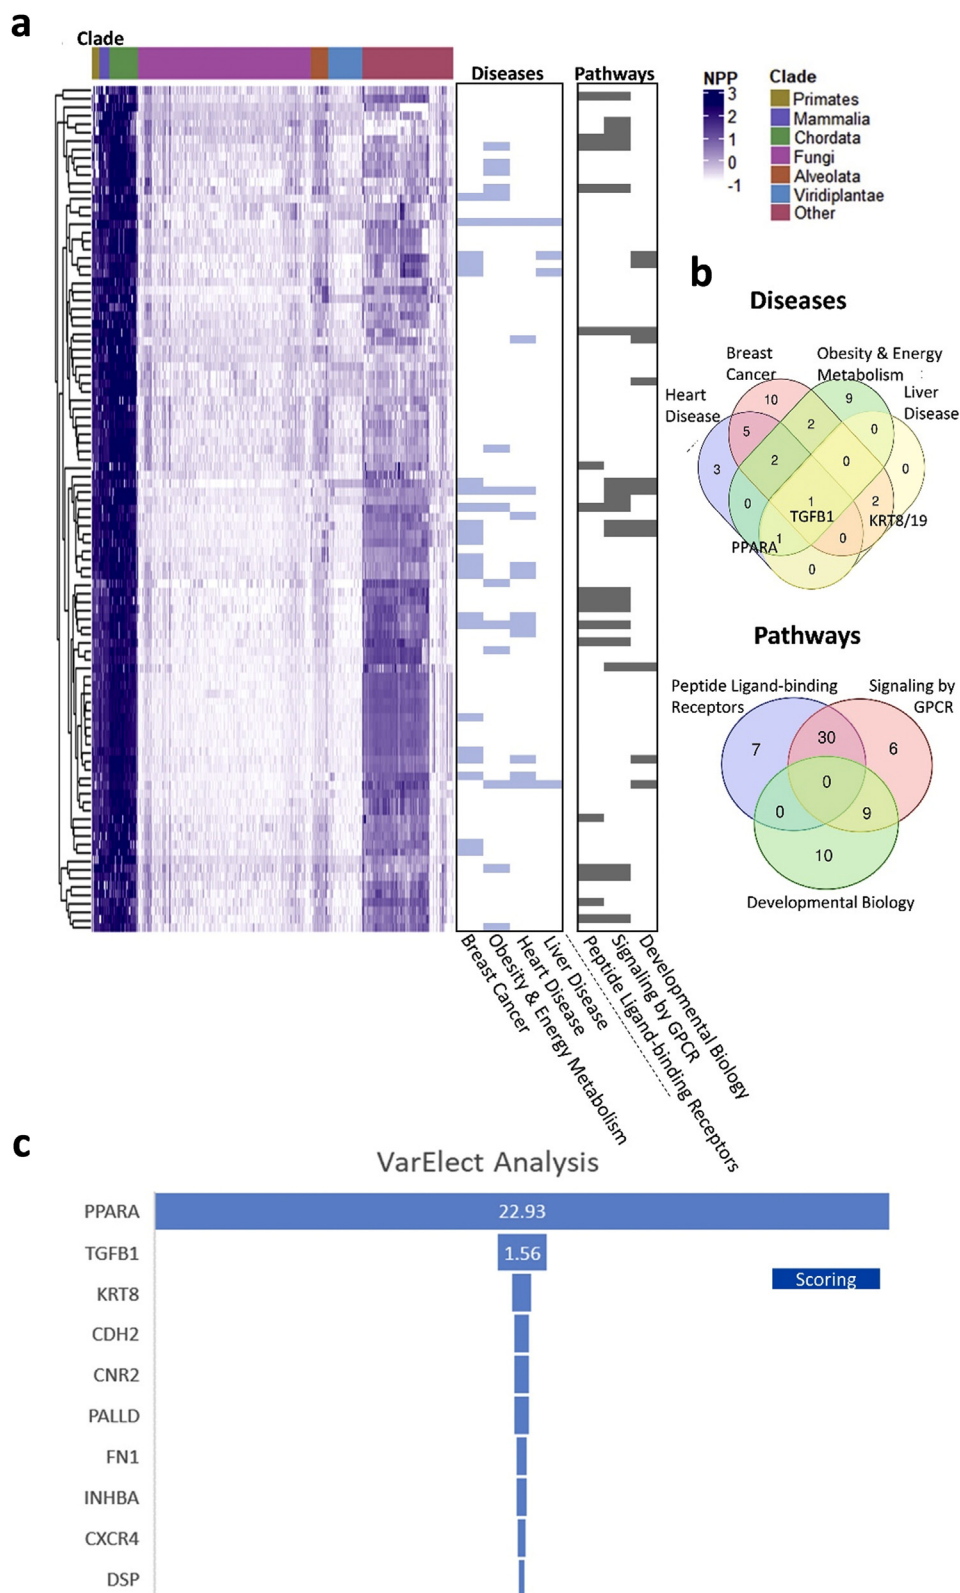 a
Clade
Diseases
Pathways
NPP
3
2
1
0
-1
Clade
Primates
Mammalia
Chordata
Fungi
Alveolata
Viridiplantae
Other
Breast Cancer
Obesity & Energy Metabolism
Heart Disease
Liver Disease
Peptide Ligand-binding Receptors
Signaling by GPCR
Developmental Biology
b
Diseases
Breast
Cancer
Obesity & Energy
Metabolism
Heart
Disease
Liver
Disease
10
9
5
2
0
3
2
0
0
0
1
2
TGFB1
KRT8/19
PPARA
1
0
0
Pathways
Peptide Ligand-binding
Receptors
Signaling by
GPCR
7
30
6
0
0
9
10
Developmental Biology
c
VarElect Analysis
PPARA
22.93
TGFB1
1.56
Scoring
KRT8
CDH2
CNR2
PALLD
FN1
INHBA
CXCR4
DSP